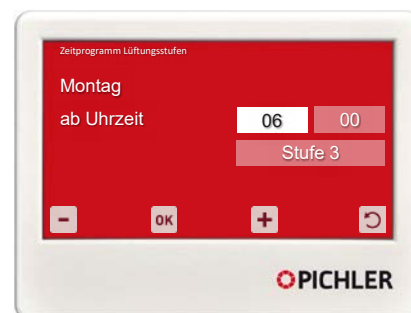 Zeitprogramm Lüftungsstufen
Montag
ab Uhrzeit 06 00
Stufe 3
- OK +
PICHLER